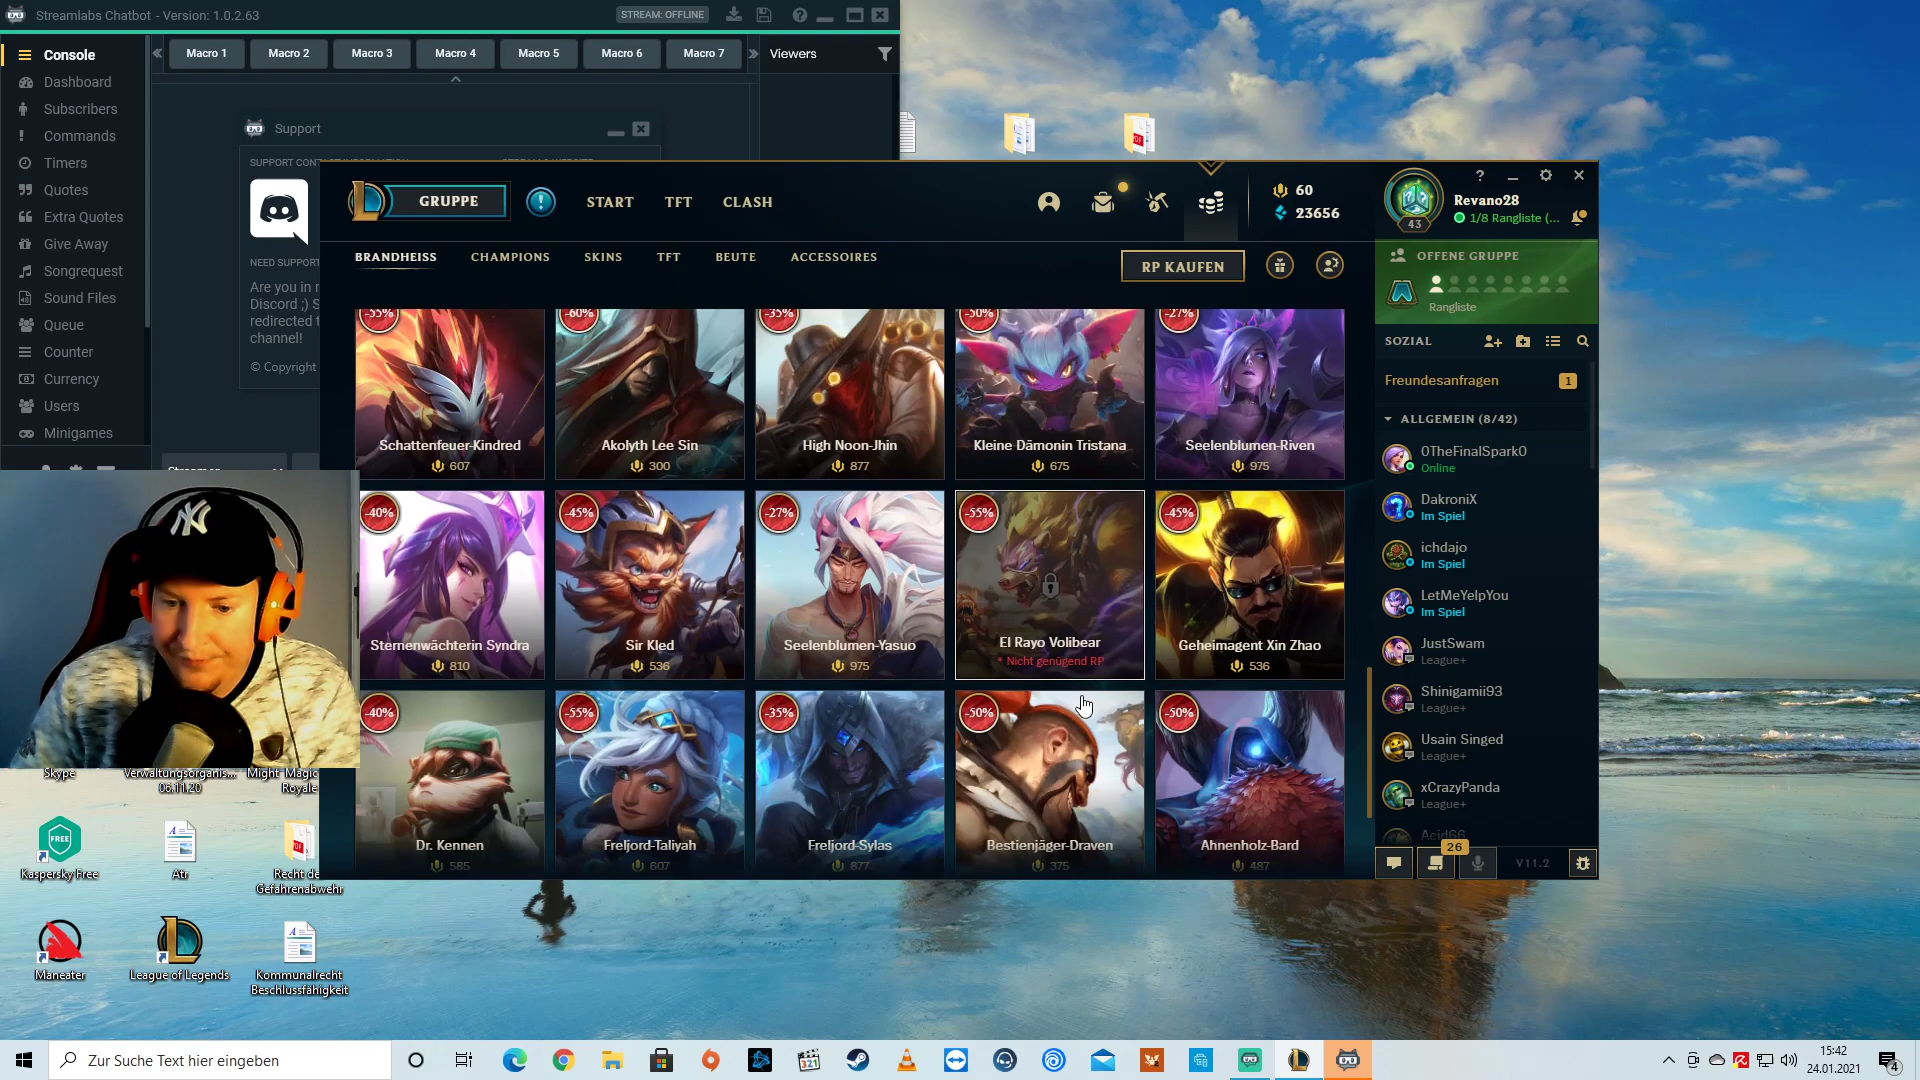 Streamlabs Chatbot - Version: 1.0.2.63
STREAM: OFFLINE
Console
Dashboard
Subscribers
Commands
Timers
Quotes
Extra Quotes
Give Away
Songrequest
Sound Files
Queue
Counter
Currency
Users
Minigames
Macro 1
Macro 2
Macro 3
Macro 4
Macro 5
Macro 6
Macro 7
Viewers
Support
NEED SUPPORT
Are you in
Discord ;) S
redirected
channel!
© Copyright
GRUPPE
START
TFT
CLASH
60
23656
BRANDHEISS
CHAMPIONS
SKINS
TFT
BEUTE
ACCESSOIRES
RP KAUFEN
-55%
Schattenfeuer-Kindred
607
-60%
Akolyth Lee Sin
300
-35%
High Noon-Jhin
877
-50%
Kleine Dämonin Tristana
675
-27%
Seelenblumen-Riven
975
-40%
Sternenwächterin Syndra
810
-45%
Sir Kled
536
-27%
Seelenblumen-Yasuo
975
-55%
El Rayo Volibear
* Nicht genügend RP
-45%
Geheimagent Xin Zhao
536
-40%
Dr. Kennen
585
-55%
Freljord-Taliyah
607
-35%
Freljord-Sylas
877
-50%
Bestienjäger-Draven
375
-50%
Ahnenholz-Bard
487
43
Revano28
1/8 Rangliste (...
OFFENE GRUPPE
Rangliste
SOZIAL
Freundesanfragen
1
ALLGEMEIN (8/42)
0TheFinalSpark0
Online
DakroniX
Im Spiel
ichdajo
Im Spiel
LetMeYelpYou
Im Spiel
JustSwam
League+
Shinigamii93
League+
Usain Singed
League+
xCrazyPanda
League+
Acid66
26
V11.2
NY
Skype
Verwaltungsorganis...
06.11.20
Might Magic
Royale
FREE
Kaspersky Free
Atr
Recht de
Gefahrenabwehr
Maneater
League of Legends
Kommunalrecht
Beschlussfähigkeit
Zur Suche Text hier eingeben
321
15:42
24.01.2021
4